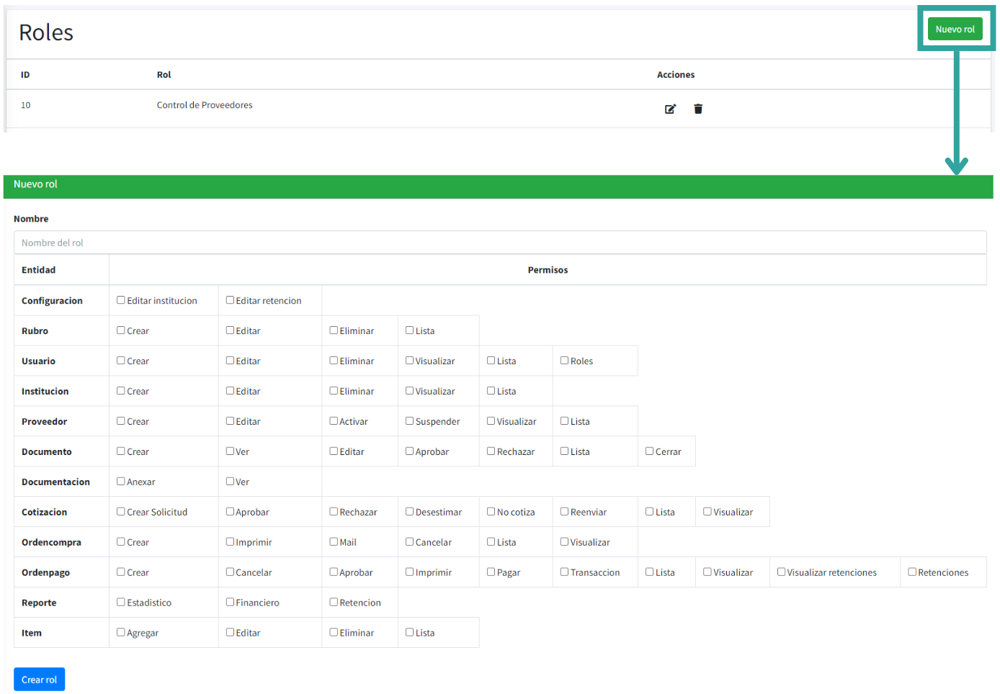 Roles
Nuevo rol
ID Rol Acciones
10 Control de Proveedores
Nuevo rol
Nombre
Nombre del rol
Entidad Permisos
Configuracion Editar institucion Editar retencion
Rubro Crear Editar Eliminar Lista
Usuario Crear Editar Eliminar Visualizar Lista Roles
Institucion Crear Editar Eliminar Visualizar Lista
Proveedor Crear Editar Activar Suspender Visualizar Lista
Documento Crear Ver Editar Aprobar Rechazar Lista Cerrar
Documentacion Anexar Ver
Cotizacion Crear Solicitud Aprobar Rechazar Desestimar No cotiza Reenviar Lista Visualizar
Ordencompra Crear Imprimir Mail Cancelar Lista Visualizar
Ordenpago Crear Cancelar Aprobar Imprimir Pagar Transaccion Lista Visualizar Visualizar retenciones Retenciones
Reporte Estadistico Financiero Retencion
Item Agregar Editar Eliminar Lista
Crear rol